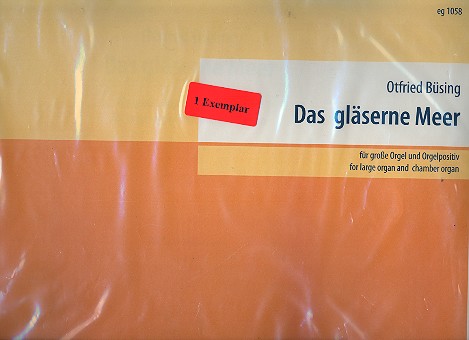 eg 1058
Otfried Büsing
1 Exemplar
Das gläserne Meer
für große Orgel und Orgelpositiv
for large organ and chamber organ